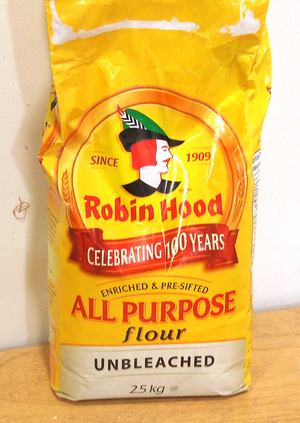 SINCE 1909
Robin Hood
CELEBRATING 100 YEARS
ENRICHED & PRE-SIFTED
ALL PURPOSE
flour
UNBLEACHED
2.5 kg